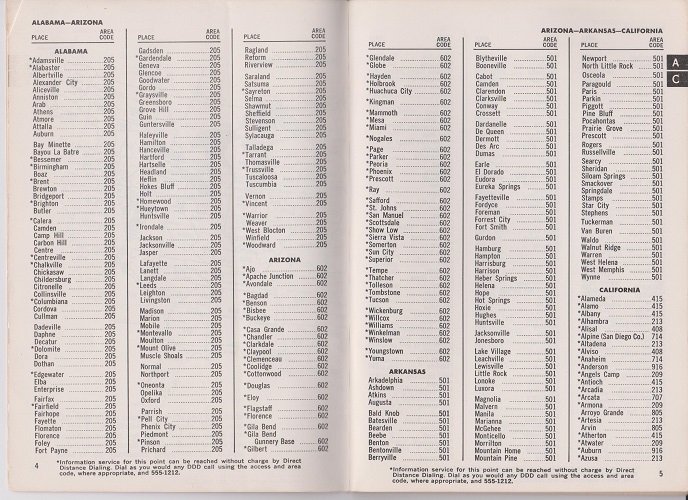 ALABAMA—ARIZONA
PLACE AREA CODE
ALABAMA
*Adamsville 205
*Alabaster 205
Albertville 205
Alexander City 205
Aliceville 205
Anniston 205
Arab 205
Athens 205
Atmore 205
Attalla 205
Auburn 205
Bay Minette 205
Bayou La Batre 205
*Bessemer 205
*Birmingham 205
Boaz 205
*Brent 205
Brewton 205
Bridgeport 205
*Brighton 205
Butler 205
*Calera 205
Camden 205
Camp Hill 205
Carbon Hill 205
Centre 205
*Centreville 205
*Chalkville 205
Chickasaw 205
Childersburg 205
Citronelle 205
Collinsville 205
*Columbiana 205
Cordova 205
Cullman 205
Dadeville 205
Daphne 205
Decatur 205
*Dolomite 205
Dora 205
Dothan 205
*Edgewater 205
Elba 205
Enterprise 205
Fairfax 205
*Fairfield 205
Fairhope 205
Fayette 205
Flomaton 205
Florence 205
Foley 205
Fort Payne 205
PLACE AREA CODE
Gadsden 205
*Gardendale 205
Geneva 205
Glencoe 205
Goodwater 205
Gordo 205
*Graysville 205
Greensboro 205
Grove Hill 205
Guin 205
Guntersville 205
Haleyville 205
Hamilton 205
Hanceville 205
Hartford 205
Hartselle 205
Headland 205
Heflin 205
Hokes Bluff 205
Holt 205
*Homewood 205
*Hueytown 205
Huntsville 205
*Irondale 205
Jackson 205
Jacksonville 205
Jasper 205
Lafayette 205
Lanett 205
Langdale 205
*Leeds 205
Leighton 205
Livingston 205
Madison 205
Marion 205
Mobile 205
*Montevallo 205
Moulton 205
*Mount Olive 205
Muscle Shoals 205
Normal 205
Northport 205
*Oneonta 205
Opelika 205
Oxford 205
Parrish 205
*Pell City 205
Phenix City 205
Piedmont 205
*Pinson 205
Prichard 205
PLACE AREA CODE
Ragland 205
Reform 205
Riverview 205
Saraland 205
Satsuma 205
*Sayreton 205
Selma 205
Shawmut 205
Sheffield 205
Stevenson 205
Sulligent 205
Sylacauga 205
Talladega 205
*Tarrant 205
Thomasville 205
*Trussville 205
Tuscaloosa 205
Tuscumbia 205
Vernon 205
*Vincent 205
*Warrior 205
Weaver 205
*West Blocton 205
Winfield 205
*Woodward 205
ARIZONA
*Ajo 602
*Apache Junction 602
*Avondale 602
*Bagdad 602
*Benson 602
*Bisbee 602
*Buckeye 602
*Casa Grande 602
*Chandler 602
*Clarkdale 602
*Claypool 602
*Clemenceau 602
*Coolidge 602
*Cottonwood 602
*Douglas 602
*Eloy 602
*Flagstaff 602
*Florence 602
*Gila Bend 602
*Gila Bend
Gunnery Base 602
*Gilbert 602
*Information service for this point can be reached without charge by Direct
Distance Dialing. Dial as you would any DDD call using the access and area
code, where appropriate, and 555-1212.
4
ARIZONA—ARKANSAS—CALIFORNIA
PLACE AREA CODE
*Glendale 602
*Globe 602
*Hayden 602
*Holbrook 602
*Huachuca City 602
*Kingman 602
*Mammoth 602
*Mesa 602
*Miami 602
*Nogales 602
*Page 602
*Parker 602
*Peoria 602
*Phoenix 602
*Prescott 602
*Ray 602
*Safford 602
*St. Johns 602
*San Manuel 602
*Scottsdale 602
*Show Low 602
*Sierra Vista 602
*Somerton 602
*Sun City 602
*Superior 602
*Tempe 602
*Thatcher 602
*Tolleson 602
*Tombstone 602
*Tucson 602
*Wickenburg 602
*Willcox 602
*Williams 602
*Winkelman 602
*Winslow 602
*Youngstown 602
*Yuma 602
ARKANSAS
Arkadelphia 501
Ashdown 501
Atkins 501
Augusta 501
Bald Knob 501
Batesville 501
Bearden 501
Beebe 501
Benton 501
Bentonville 501
Berryville 501
PLACE AREA CODE
Blytheville 501
Booneville 501
Cabot 501
Camden 501
Clarendon 501
Clarksville 501
Conway 501
Crossett 501
Dardanelle 501
De Queen 501
Dermott 501
Des Arc 501
Dumas 501
Earle 501
El Dorado 501
Eudora 501
Eureka Springs 501
Fayetteville 501
Fordyce 501
Foreman 501
Forrest City 501
Fort Smith 501
Gurdon 501
Hamburg 501
Hampton 501
Harrisburg 501
Harrison 501
Heber Springs 501
Helena 501
Hope 501
Hot Springs 501
Hoxie 501
Hughes 501
Huntsville 501
Jacksonville 501
Jonesboro 501
Lake Village 501
Leachville 501
Lewisville 501
Little Rock 501
Lonoke 501
Luxora 501
Magnolia 501
Malvern 501
Manila 501
Marianna 501
McGehee 501
Monticello 501
Morrilton 501
Mountain Home 501
Mountain Pine 501
PLACE AREA CODE
Newport 501
North Little Rock 501
Osceola 501
Paragould 501
Paris 501
Parkin 501
Piggott 501
Pine Bluff 501
Pocahontas 501
Prairie Grove 501
Prescott 501
Rogers 501
Russellville 501
Searcy 501
Sheridan 501
Siloam Springs 501
Smackover 501
Springdale 501
Stamps 501
Star City 501
Stephens 501
Tuckerman 501
Van Buren 501
Waldo 501
Walnut Ridge 501
Warren 501
West Helena 501
West Memphis 501
Wynne 501
CALIFORNIA
*Alameda 415
*Alamo 415
*Albany 415
*Alhambra 213
*Alisal 408
*Alpine (San Diego Co.) 714
*Altadena 213
*Alviso 408
*Anaheim 714
*Anderson 916
*Angels Camp 209
*Antioch 415
*Arcadia 213
*Arcata 707
*Armona 209
*Arroyo Grande 805
*Artesia 213
*Arvin 805
*Atherton 415
*Atwater 209
*Auburn 916
*Azusa 213
*Information service for this point can be reached without charge by Direct
Distance Dialing. Dial as you would any DDD call using the access and area
code, where appropriate, and 555-1212.
5
A
C